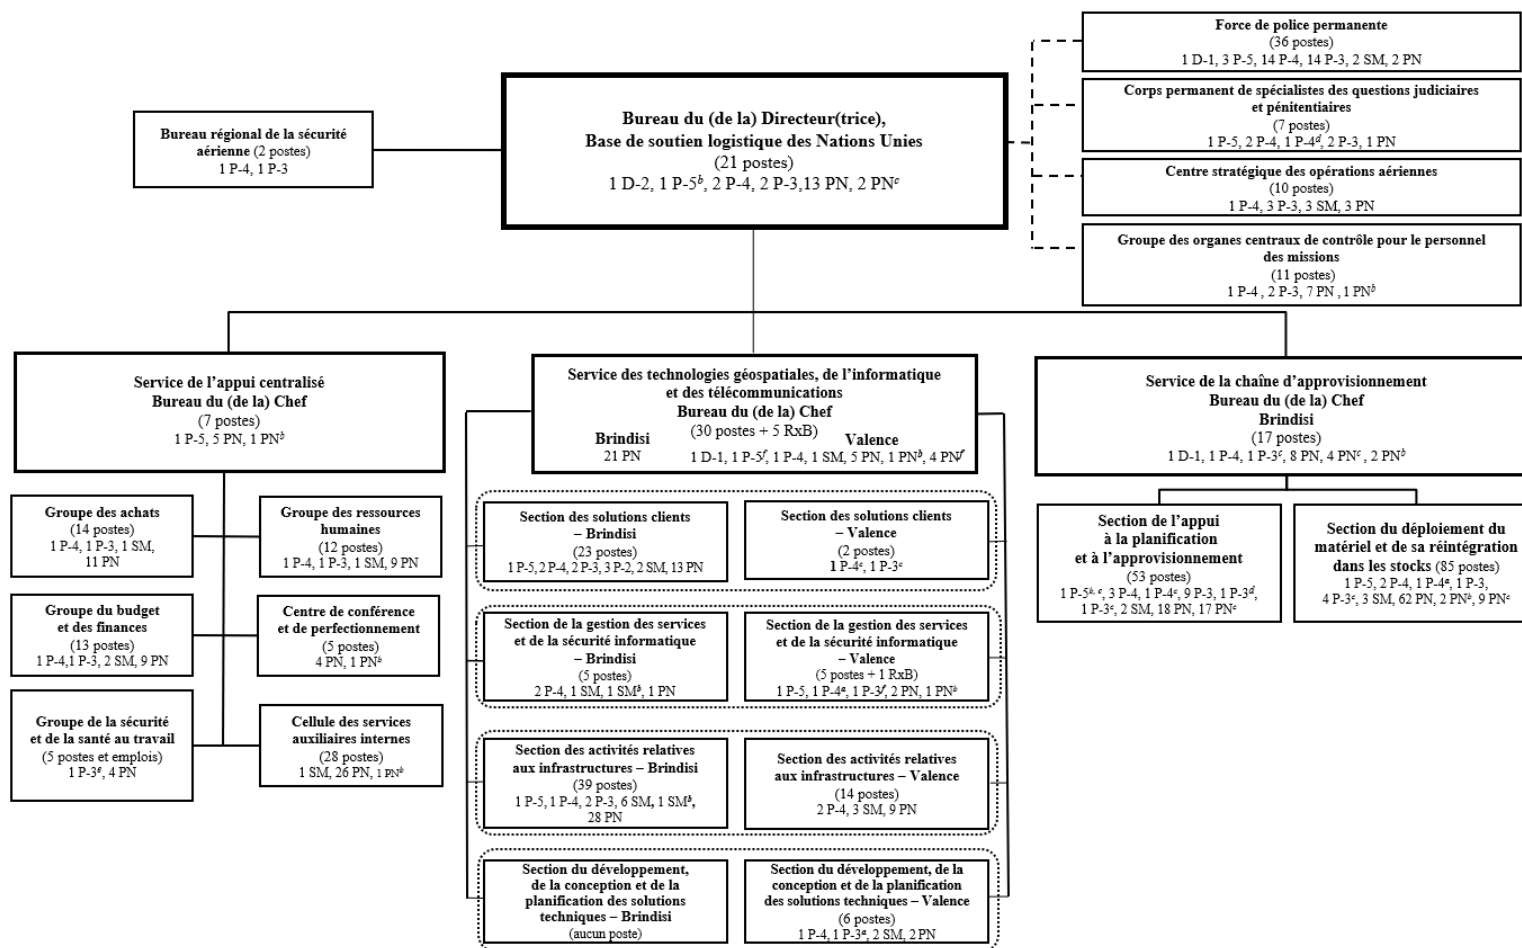 Force de police permanente
(36 postes)
1 D-1, 3 P-5, 14 P-4, 14 P-3, 2 SM, 2 PN
Bureau du (de la) Directeur(trice),
Base de soutien logistique des Nations Unies
(21 postes)
1 D-2, 1 P-5ᵇ, 2 P-4, 2 P-3,13 PN, 2 PNᶜ
Bureau régional de la sécurité
aérienne (2 postes)
1 P-4, 1 P-3
Corps permanent de spécialistes des questions judiciaires
et pénitentiaires
(7 postes)
1 P-5, 2 P-4, 1 P-4ᵈ, 2 P-3, 1 PN
Centre stratégique des opérations aériennes
(10 postes)
1 P-4, 3 P-3, 3 SM, 3 PN
Groupe des organes centraux de contrôle pour le personnel
des missions
(11 postes)
1 P-4 , 2 P-3, 7 PN , 1 PNᵇ
Service de l’appui centralisé
Bureau du (de la) Chef
(7 postes)
1 P-5, 5 PN, 1 PNᵇ
Service des technologies géospatiales, de l’informatique
et des télécommunications
Bureau du (de la) Chef
(30 postes + 5 RxB)
Brindisi
21 PN
Valence
1 D-1, 1 P-5ᶠ, 1 P-4, 1 SM, 5 PN, 1 PNᵇ, 4 PNᶠ
Service de la chaîne d’approvisionnement
Bureau du (de la) Chef
Brindisi
(17 postes)
1 D-1, 1 P-4, 1 P-3ᶜ, 8 PN, 4 PNᶜ, 2 PNᵇ
Groupe des achats
(14 postes)
1 P-4, 1 P-3, 1 SM,
11 PN
Groupe des ressources
humaines
(12 postes)
1 P-4, 1 P-3, 1 SM, 9 PN
Groupe du budget
et des finances
(13 postes)
1 P-4,1 P-3, 2 SM, 9 PN
Centre de conférence
et de perfectionnement
(5 postes)
4 PN, 1 PNᵇ
Groupe de la sécurité
et de la santé au travail
(5 postes et emplois)
1 P-3ᵉ, 4 PN
Cellule des services
auxiliaires internes
(28 postes)
1 SM, 26 PN, 1 PNᵇ
Section des solutions clients
– Brindisi
(23 postes)
1 P-5, 2 P-4, 2 P-3, 3 P-2, 2 SM, 13 PN
Section des solutions clients
– Valence
(2 postes)
1 P-4ᶜ, 1 P-3ᶜ
Section de la gestion des services
et de la sécurité informatique
– Brindisi
(5 postes)
2 P-4, 1 SM, 1 SMᵇ, 1 PN
Section de la gestion des services
et de la sécurité informatique
– Valence
(5 postes + 1 RxB)
1 P-5, 1 P-4ᵃ, 1 P-3ᶠ, 2 PN, 1 PNᵇ
Section des activités relatives
aux infrastructures – Brindisi
(39 postes)
1 P-5, 1 P-4, 2 P-3, 6 SM, 1 SMᵇ,
28 PN
Section des activités relatives
aux infrastructures – Valence
(14 postes)
2 P-4, 3 SM, 9 PN
Section du développement,
de la conception et de la
planification des solutions
techniques – Brindisi
(aucun poste)
Section du développement, de la
conception et de la planification
des solutions techniques – Valence
(6 postes)
1 P-4, 1 P-3ᵃ, 2 SM, 2 PN
Section de l’appui
à la planification
et à l’approvisionnement
(53 postes)
1 P-5ᵇ, ᶜ, 3 P-4, 1 P-4ᶜ, 9 P-3, 1 P-3ᵈ,
1 P-3ᶜ, 2 SM, 18 PN, 17 PNᶜ
Section du déploiement du
matériel et de sa réintégration
dans les stocks (85 postes)
1 P-5, 2 P-4, 1 P-4ᵃ, 1 P-3,
4 P-3ᶜ, 3 SM, 62 PN, 2 PNᵇ, 9 PNᶜ